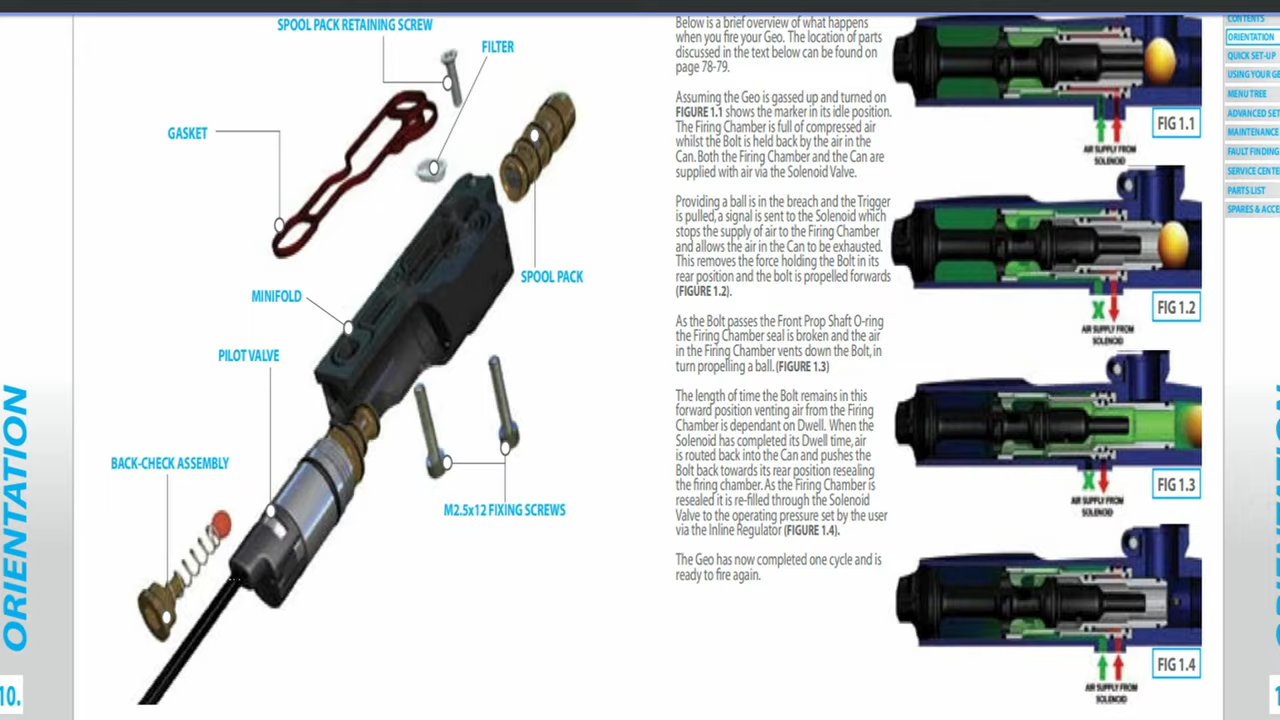 SPOOL PACK RETAINING SCREW
FILTER
GASKET
SPOOL PACK
MINIFOLD
PILOT VALVE
BACK-CHECK ASSEMBLY
M2.5x12 FIXING SCREWS
ORIENTATION
10.
Below is a brief overview of what happens
when you fire your Geo. The location of parts
discussed in the text below can be found on
page 78-79.
Assuming the Geo is gassed up and turned on
FIGURE 1.1 shows the marker in its idle position.
The Firing Chamber is full of compressed air
whilst the Bolt is held back by the air in the
Can. Both the Firing Chamber and the Can are
supplied with air via the Solenoid Valve.
Providing a ball is in the breach and the Trigger
is pulled, a signal is sent to the Solenoid which
stops the supply of air to the Firing Chamber
and allows the air in the Can to be exhausted.
This removes the force holding the Bolt in its
rear position and the bolt is propelled forwards
(FIGURE 1.2).
As the Bolt passes the Front Prop Shaft O-ring
the Firing Chamber seal is broken and the air
in the Firing Chamber vents down the Bolt, in
turn propelling a ball. (FIGURE 1.3)
The length of time the Bolt remains in this
forward position venting air from the Firing
Chamber is dependant on Dwell. When the
Solenoid has completed its Dwell time, air
is routed back into the Can and pushes the
Bolt back towards its rear position resealing
the firing chamber. As the Firing Chamber is
resealed it is re-filled through the Solenoid
Valve to the operating pressure set by the user
via the Inline Regulator (FIGURE 1.4).
The Geo has now completed one cycle and is
ready to fire again.
FIG 1.1
AIR SUPPLY FROM
SOLENOID
FIG 1.2
AIR SUPPLY FROM
SOLENOID
FIG 1.3
AIR SUPPLY FROM
SOLENOID
FIG 1.4
AIR SUPPLY FROM
SOLENOID
CONTENTS
ORIENTATION
QUICK SET-UP
USING YOUR GE
MENU TREE
ADVANCED SET
MAINTENANCE
FAULT FINDING
SERVICE CENTE
PARTS LIST
SPARES & ACCE